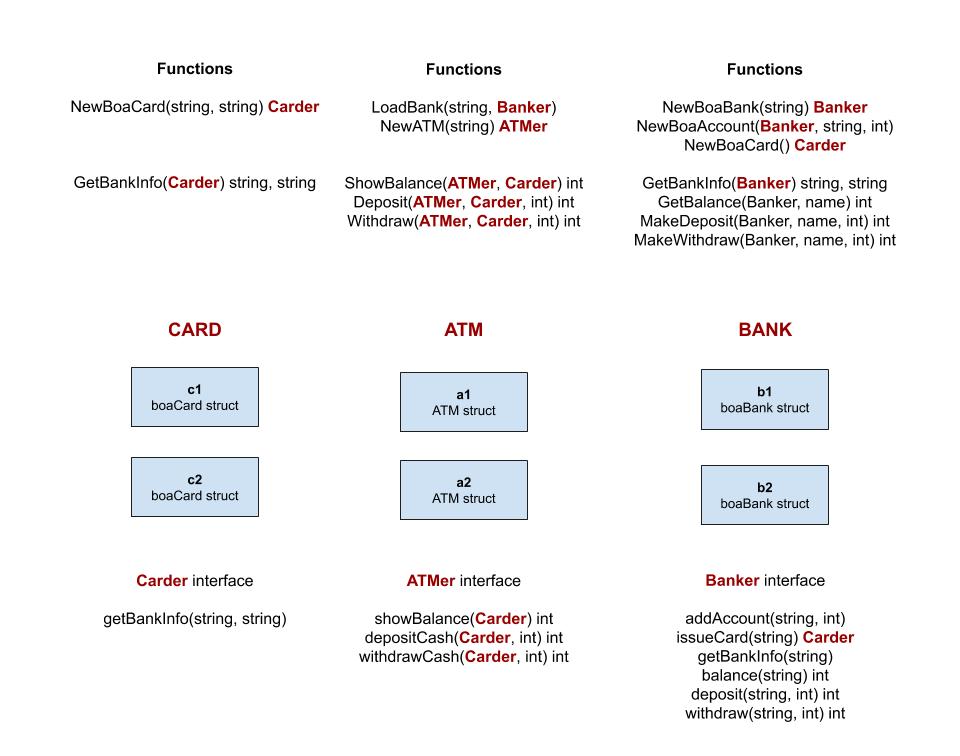 Functions
NewBoaCard(string, string) Carder
GetBankInfo(Carder) string, string
CARD
c1
boaCard struct
c2
boaCard struct
Carder interface
getBankInfo(string, string)
Functions
LoadBank(string, Banker)
NewATM(string) ATMer
ShowBalance(ATMer, Carder) int
Deposit(ATMer, Carder, int) int
Withdraw(ATMer, Carder, int) int
ATM
a1
ATM struct
a2
ATM struct
ATMer interface
showBalance(Carder) int
depositCash(Carder, int) int
withdrawCash(Carder, int) int
Functions
NewBoaBank(string) Banker
NewBoaAccount(Banker, string, int)
NewBoaCard() Carder
GetBankInfo(Banker) string, string
GetBalance(Banker, name) int
MakeDeposit(Banker, name, int) int
MakeWithdraw(Banker, name, int) int
BANK
b1
boaBank struct
b2
boaBank struct
Banker interface
addAccount(string, int)
issueCard(string) Carder
getBankInfo(string)
balance(string) int
deposit(string, int) int
withdraw(string, int) int